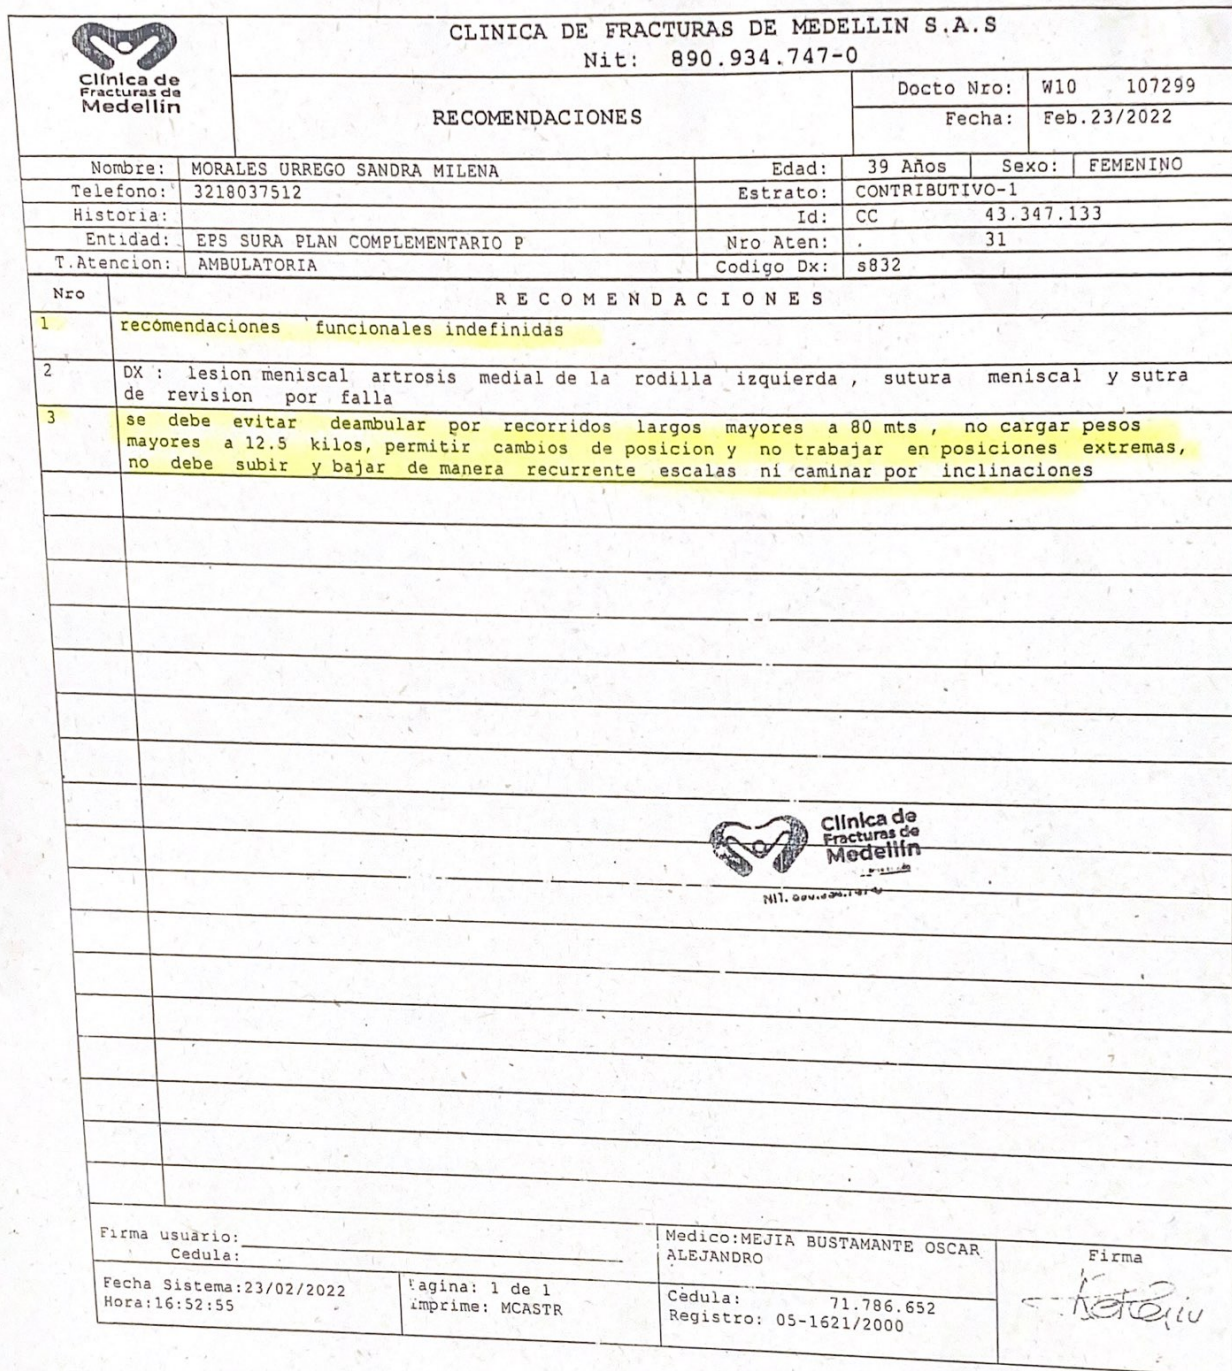 CLINICA DE FRACTURAS DE MEDELLIN S.A.S
Nit: 890.934.747-0
Clínica de
Fracturas de
Medellín
RECOMENDACIONES
Docto Nro: W10 107299
Fecha: Feb.23/2022
Nombre: MORALES URREGO SANDRA MILENA Edad: 39 Años Sexo: FEMENINO
Telefono: 3218037512 Estrato: CONTRIBUTIVO-1
Historia: Id: CC 43.347.133
Entidad: EPS SURA PLAN COMPLEMENTARIO P Nro Aten: . 31
T.Atencion: AMBULATORIA Codigo Dx: s832
Nro RECOMENDACIONES
1 recomendaciones funcionales indefinidas
2 DX : lesion meniscal artrosis medial de la rodilla izquierda , sutura meniscal y sutra
de revision por falla
3 se debe evitar deambular por recorridos largos mayores a 80 mts , no cargar pesos
mayores a 12.5 kilos, permitir cambios de posicion y no trabajar en posiciones extremas,
no debe subir y bajar de manera recurrente escalas ni caminar por inclinaciones
Clínica de
Fracturas de
Medellín
NIT.
Firma usuario:
Cedula:
Medico:MEJIA BUSTAMANTE OSCAR
ALEJANDRO
Firma
Fecha Sistema:23/02/2022
Hora:16:52:55
Pagina: 1 de 1
imprime: MCASTR
Cedula: 71.786.652
Registro: 05-1621/2000